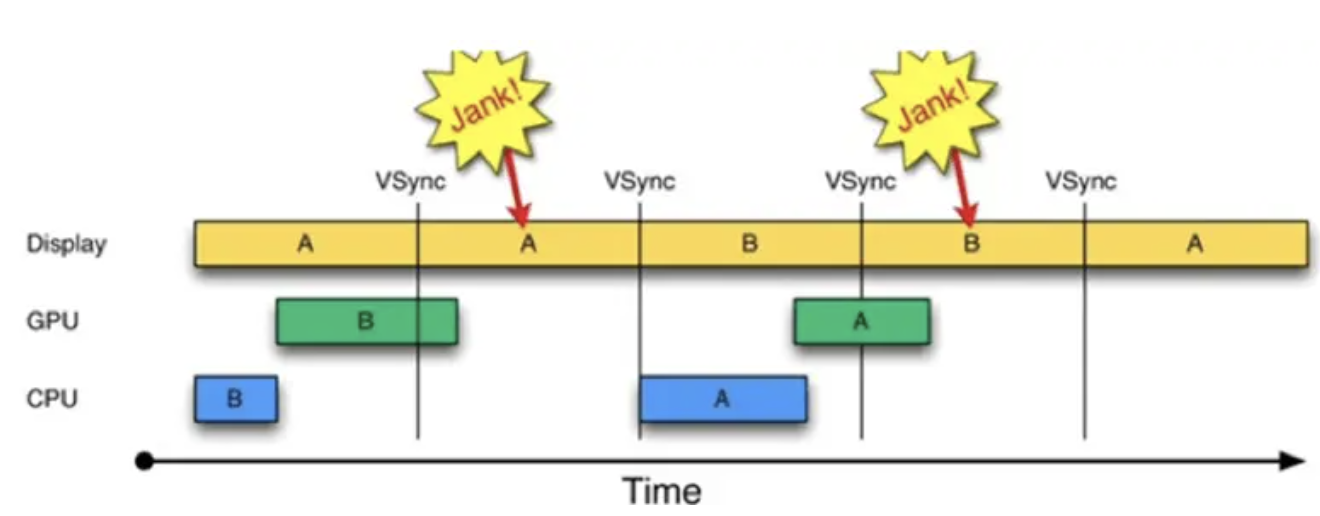 Jank! Jank!
VSync VSync VSync VSync
Display A A B B A
GPU B A
CPU B A
Time